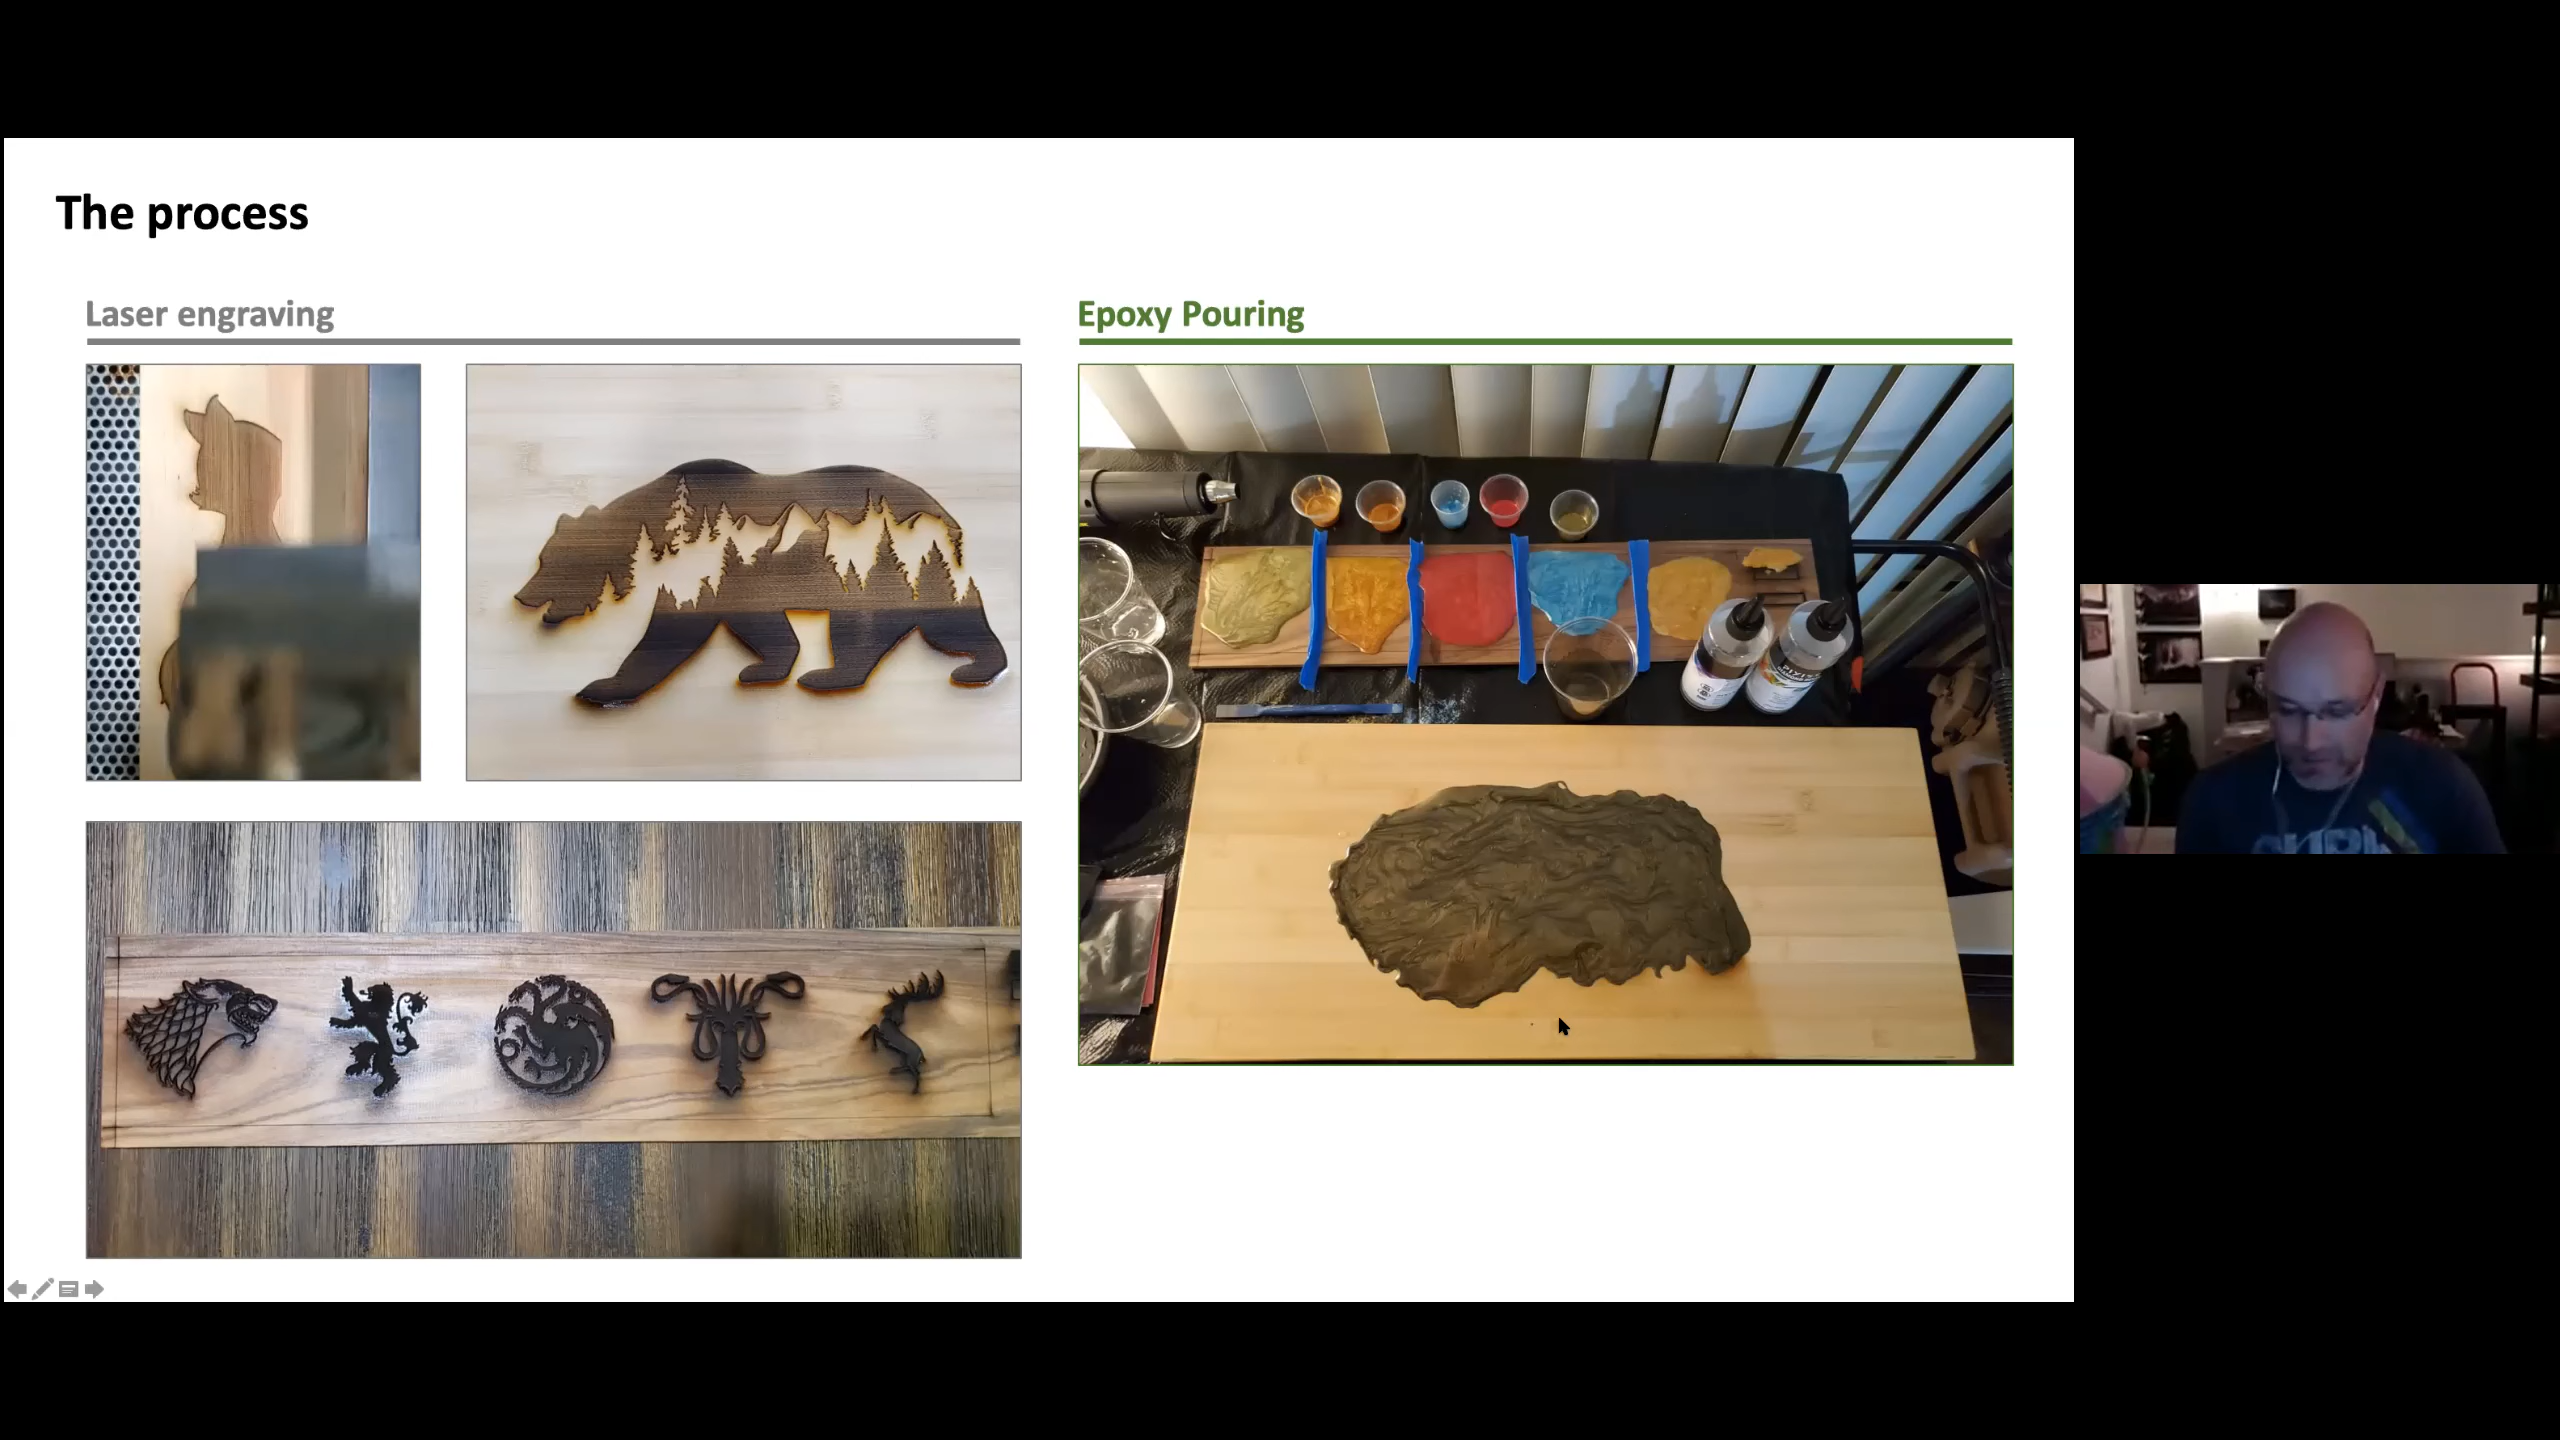 The process
Laser engraving
Epoxy Pouring